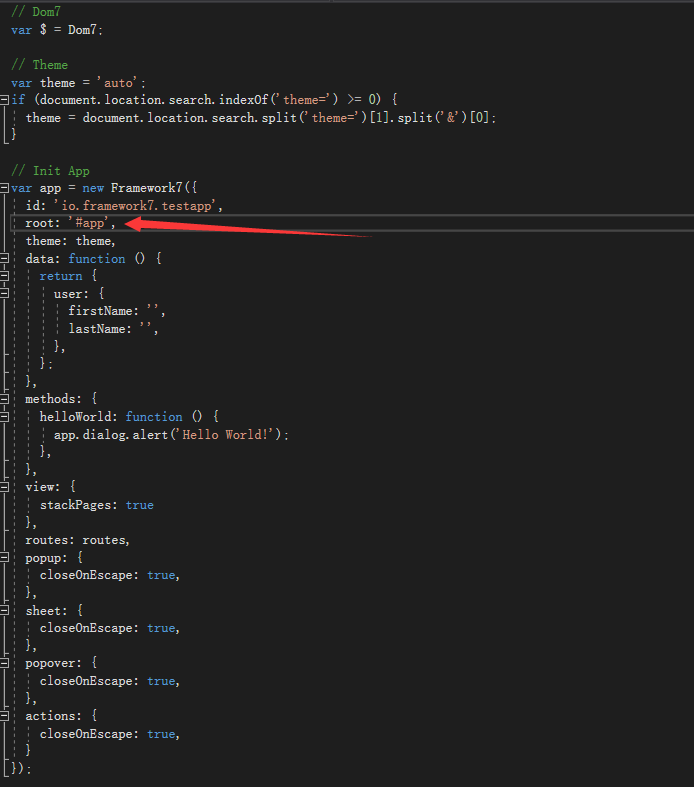 // Dom7
var $ = Dom7;
// Theme
var theme = 'auto';
if (document.location.search.indexOf('theme=') >= 0) {
theme = document.location.search.split('theme=')[1].split('&')[0];
}
// Init App
var app = new Framework7({
id: 'io.framework7.testapp',
root: '#app',
theme: theme,
data: function () {
return {
user: {
firstName: '',
lastName: '',
},
};
},
methods: {
helloWorld: function () {
app.dialog.alert('Hello World!');
},
},
view: {
stackPages: true
},
routes: routes,
popup: {
closeOnEscape: true,
},
sheet: {
closeOnEscape: true,
},
popover: {
closeOnEscape: true,
},
actions: {
closeOnEscape: true,
}
});